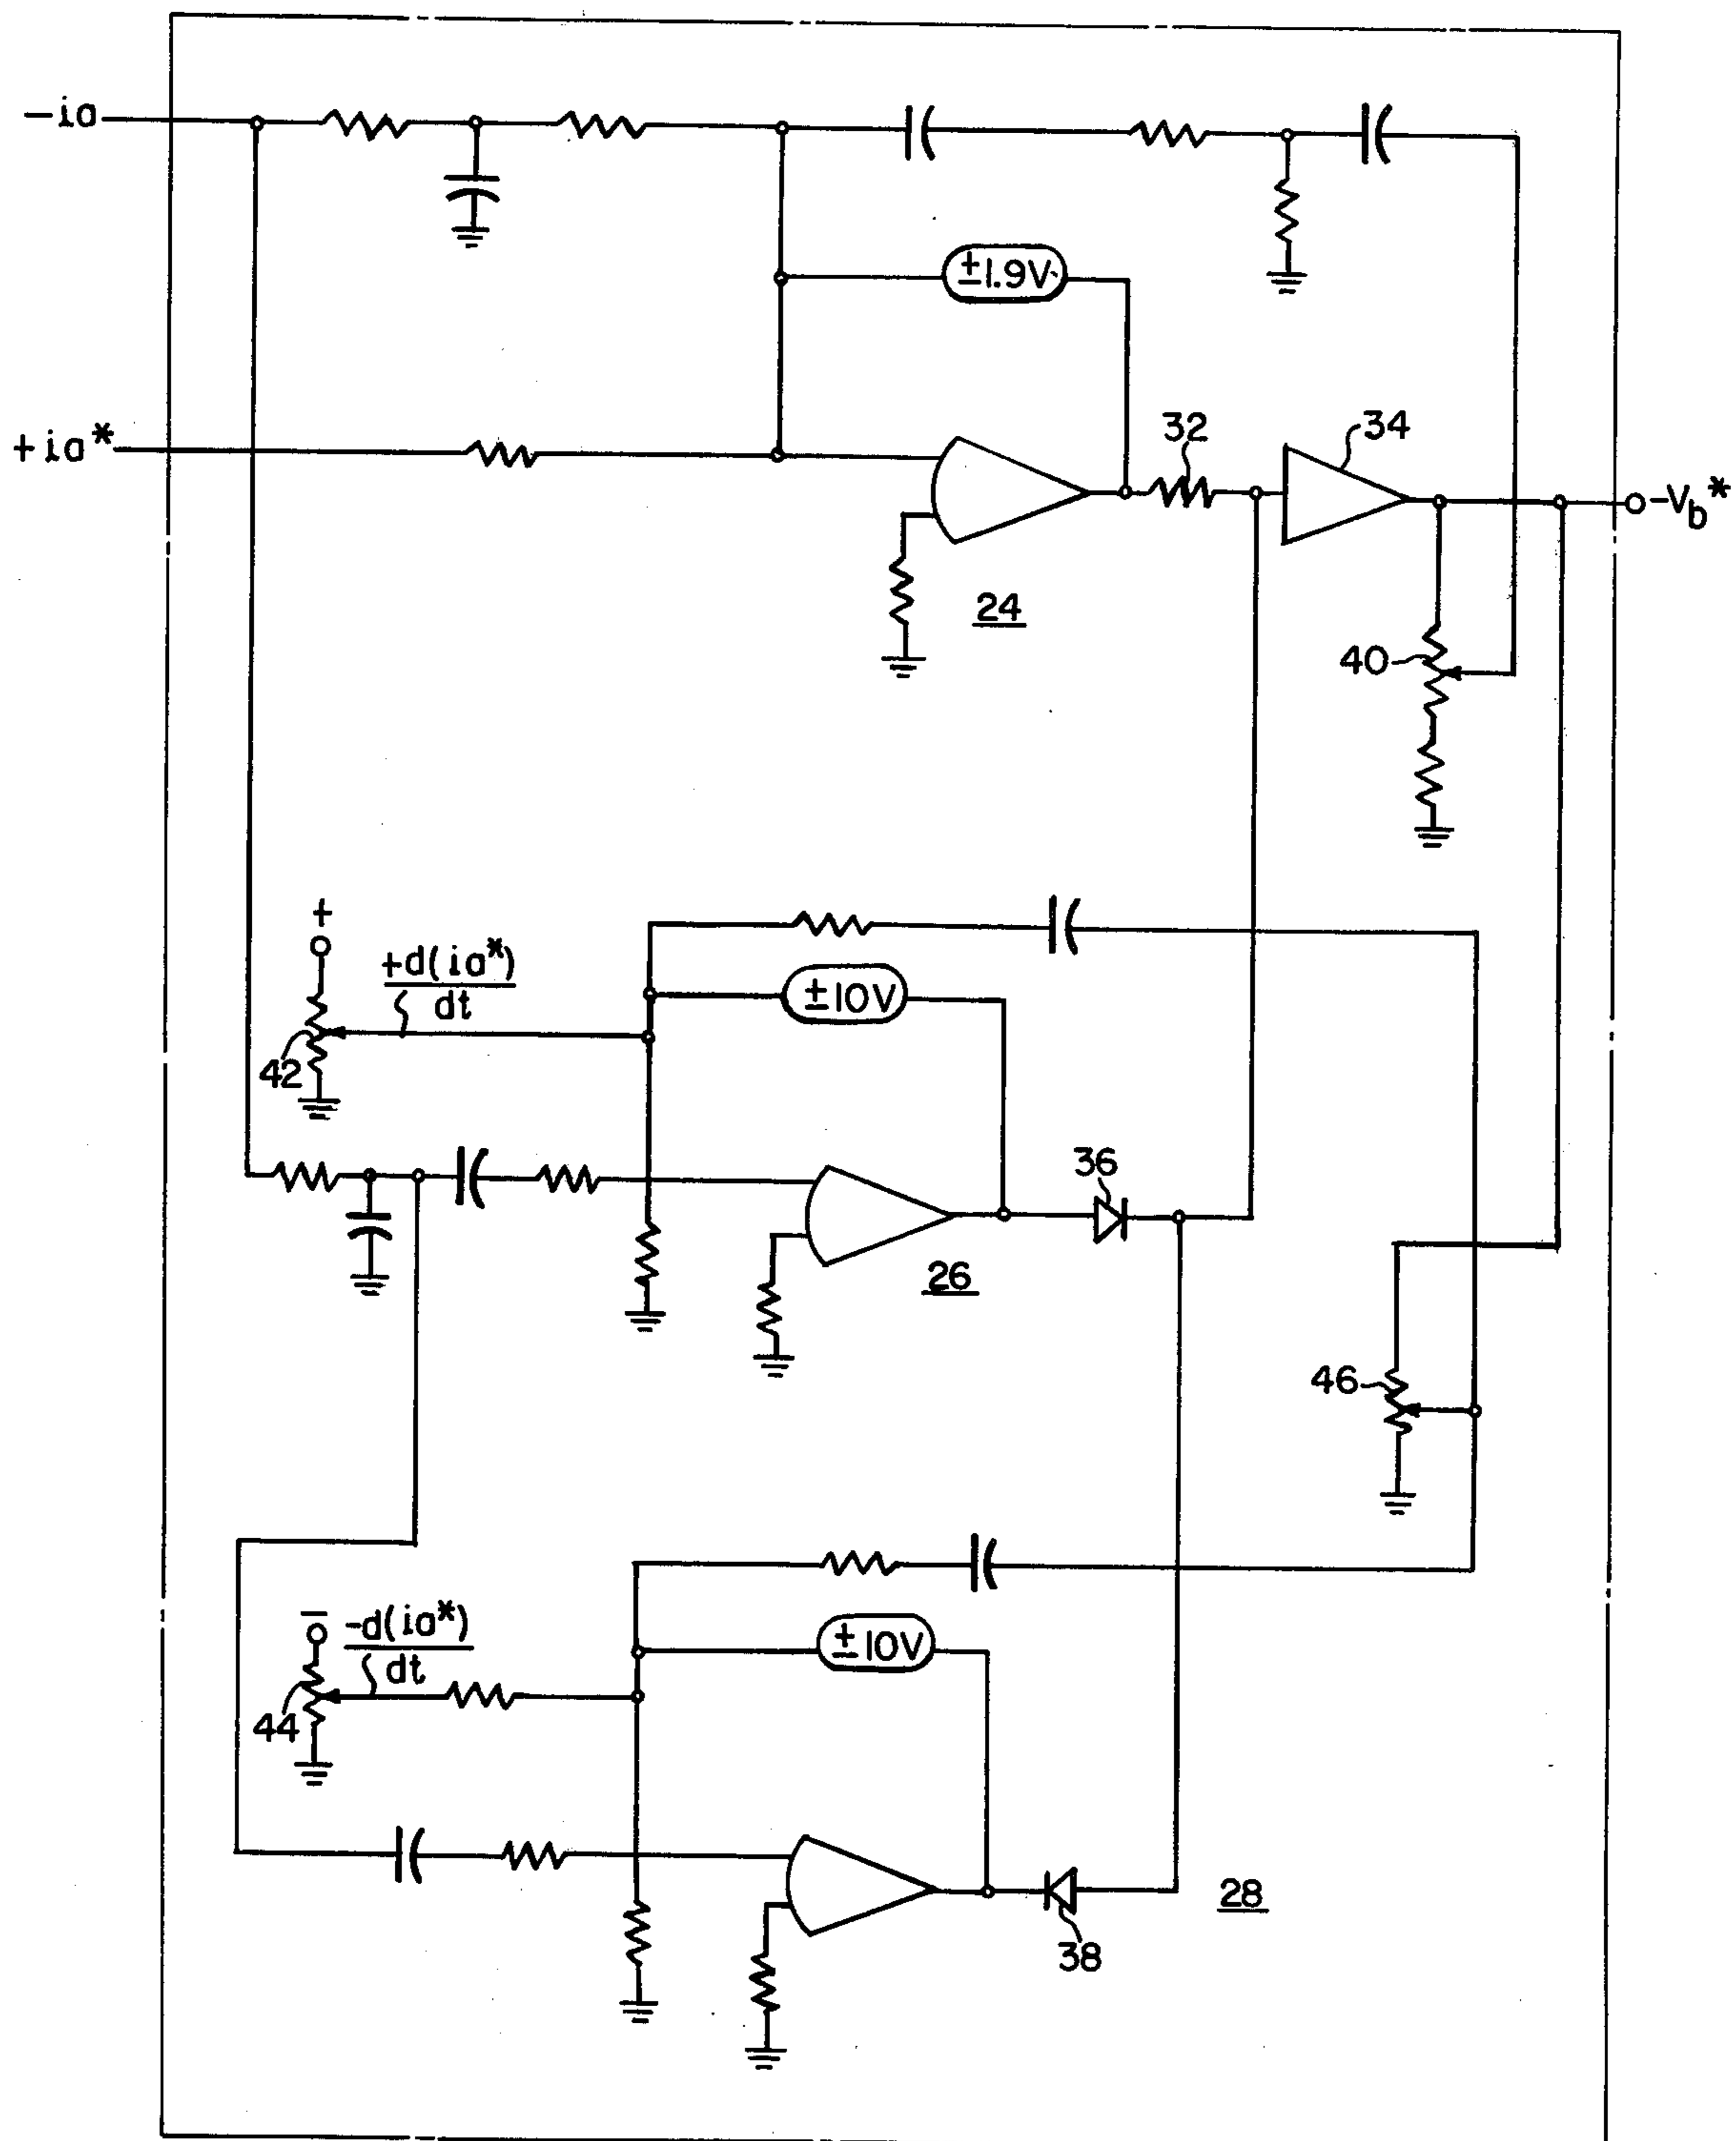 -ia
±1.9V
+ia*
32
34
-Vb*
24
40
+
+d(ia*)
dt
±10V
42
36
26
46
-
-d(ia*)
dt
±10V
44
28
38